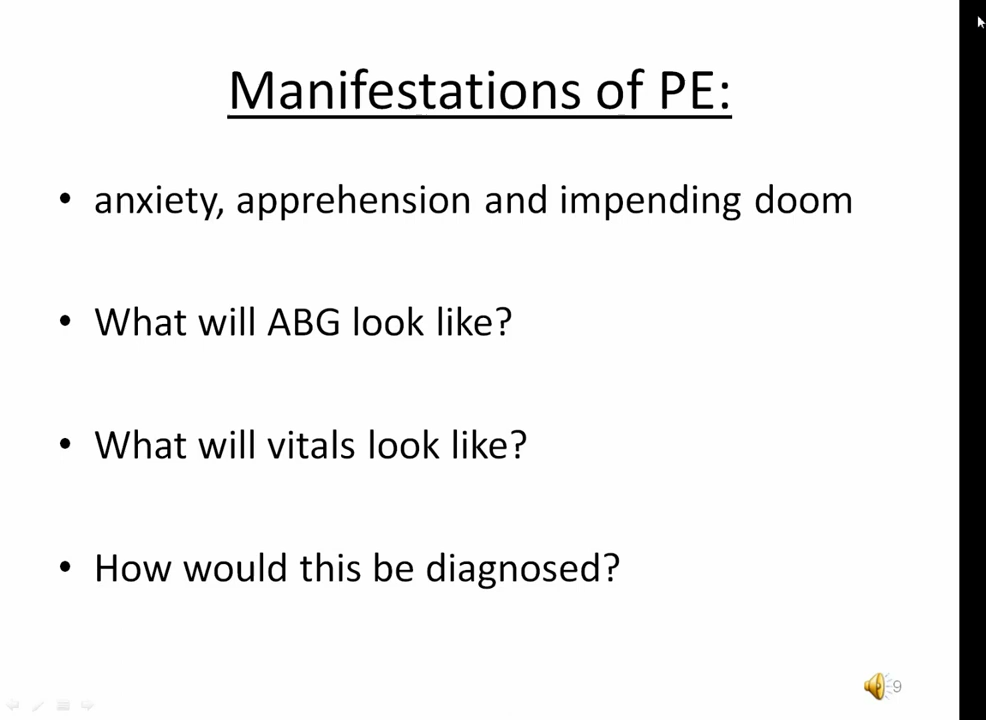 Manifestations of PE:
• anxiety, apprehension and impending doom
• What will ABG look like?
• What will vitals look like?
• How would this be diagnosed?
9